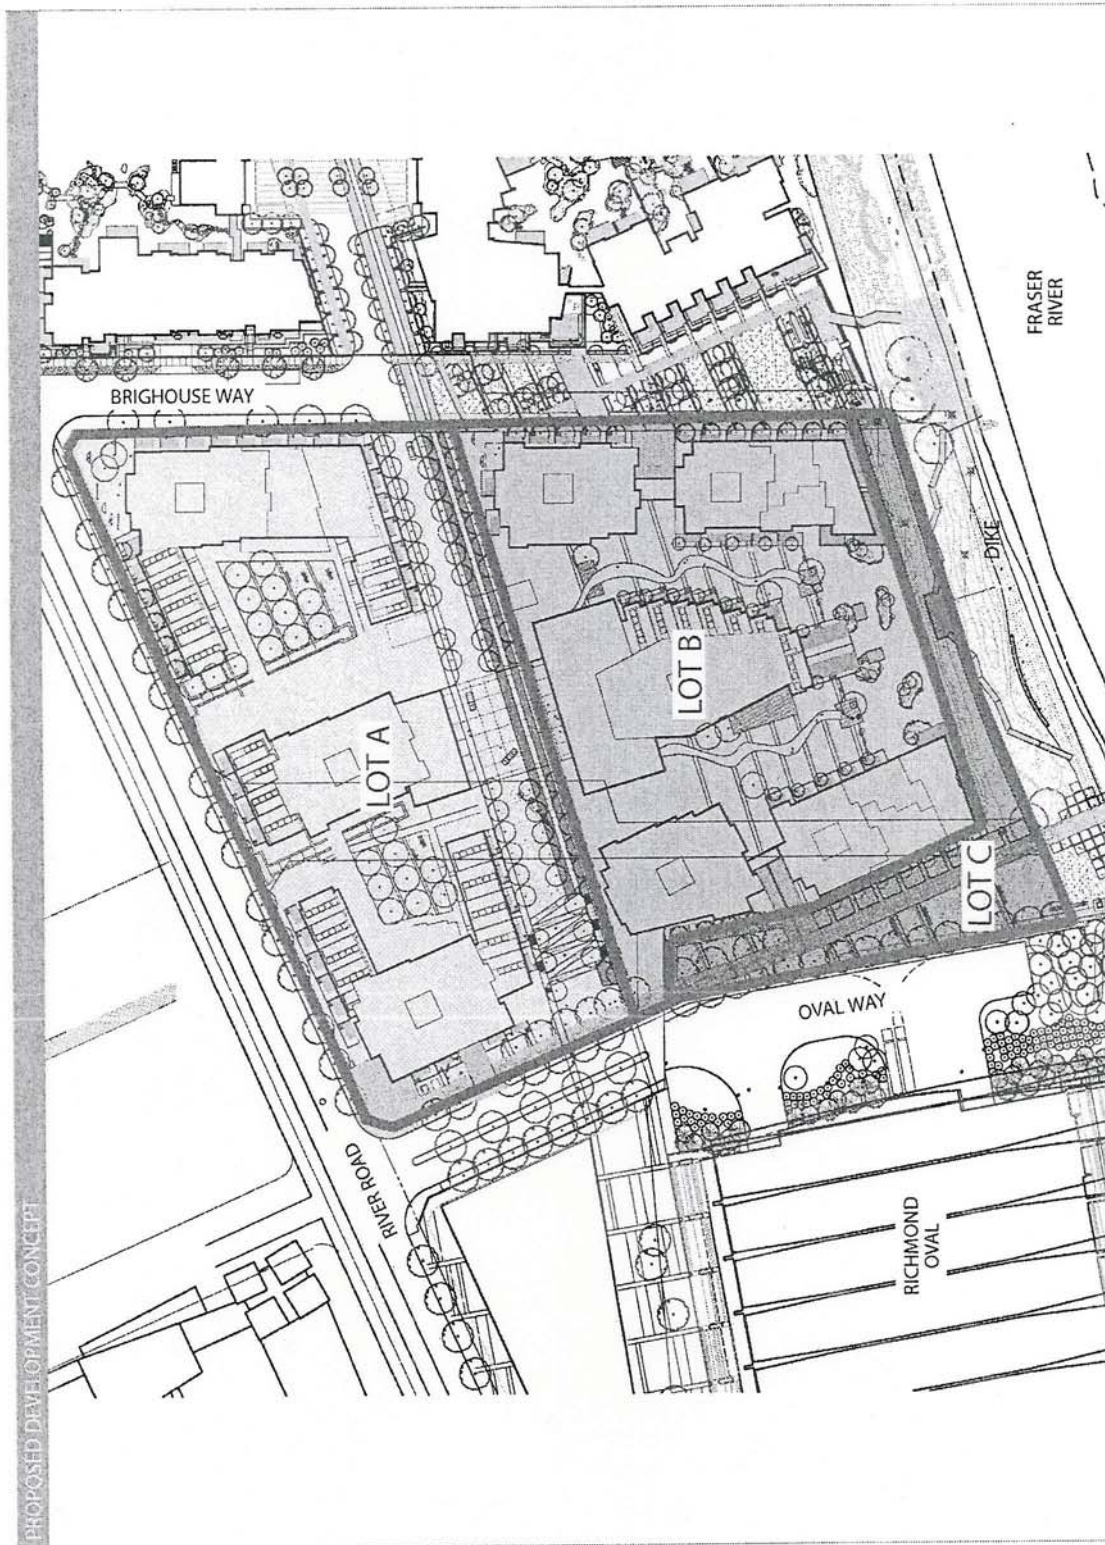 PROPOSED DEVELOPMENT CONCEPT
BRIGHOUSE WAY
FRASER
RIVER
DIKE
LOT A
LOT B
LOT C
OVAL WAY
RIVER ROAD
RICHMOND
OVAL